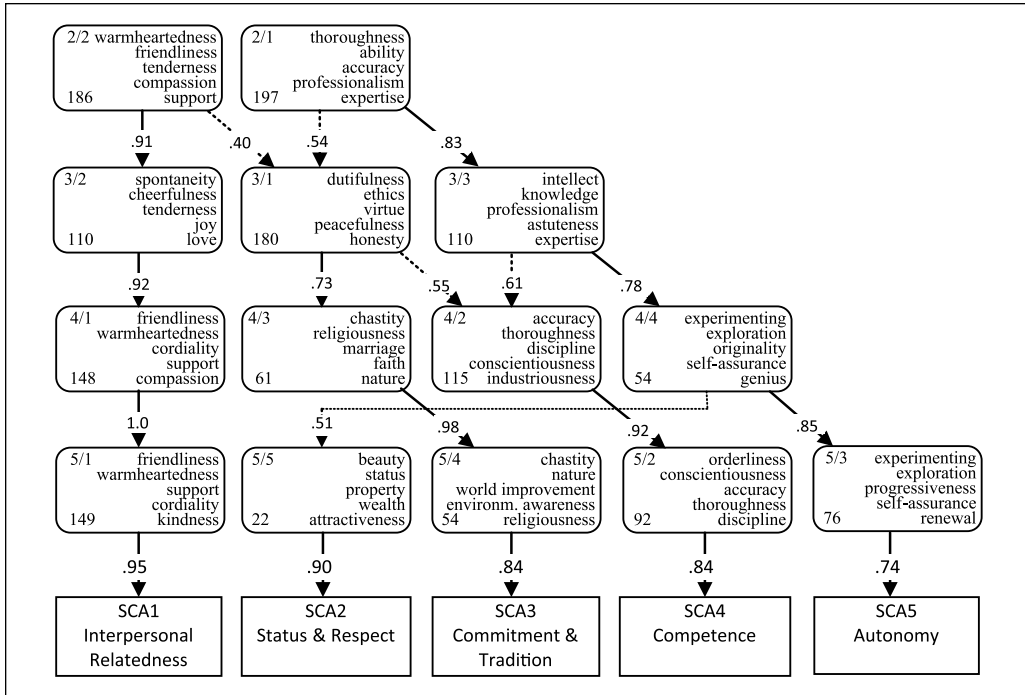 2/2 warmheartedness
friendliness
tenderness
compassion
186 support
2/1 thoroughness
ability
accuracy
professionalism
197 expertise
.91
.40
.54
.83
3/2 spontaneity
cheerfulness
tenderness
joy
110 love
3/1 dutifulness
ethics
virtue
peacefulness
180 honesty
3/3 intellect
knowledge
professionalism
astuteness
110 expertise
.92
.73
.55
.61
.78
4/1 friendliness
warmheartedness
cordiality
support
148 compassion
4/3 chastity
religiousness
marriage
faith
61 nature
4/2 accuracy
thoroughness
discipline
conscientiousness
115 industriousness
4/4 experimenting
exploration
originality
self-assurance
54 genius
1.0
.51
.98
.92
.85
5/1 friendliness
warmheartedness
support
cordiality
149 kindness
5/5 beauty
status
property
wealth
22 attractiveness
5/4 chastity
nature
world improvement
environm. awareness
54 religiousness
5/2 orderliness
conscientiousness
accuracy
thoroughness
92 discipline
5/3 experimenting
exploration
progressiveness
self-assurance
76 renewal
.95
.90
.84
.84
.74
SCA1
Interpersonal
Relatedness
SCA2
Status & Respect
SCA3
Commitment &
Tradition
SCA4
Competence
SCA5
Autonomy